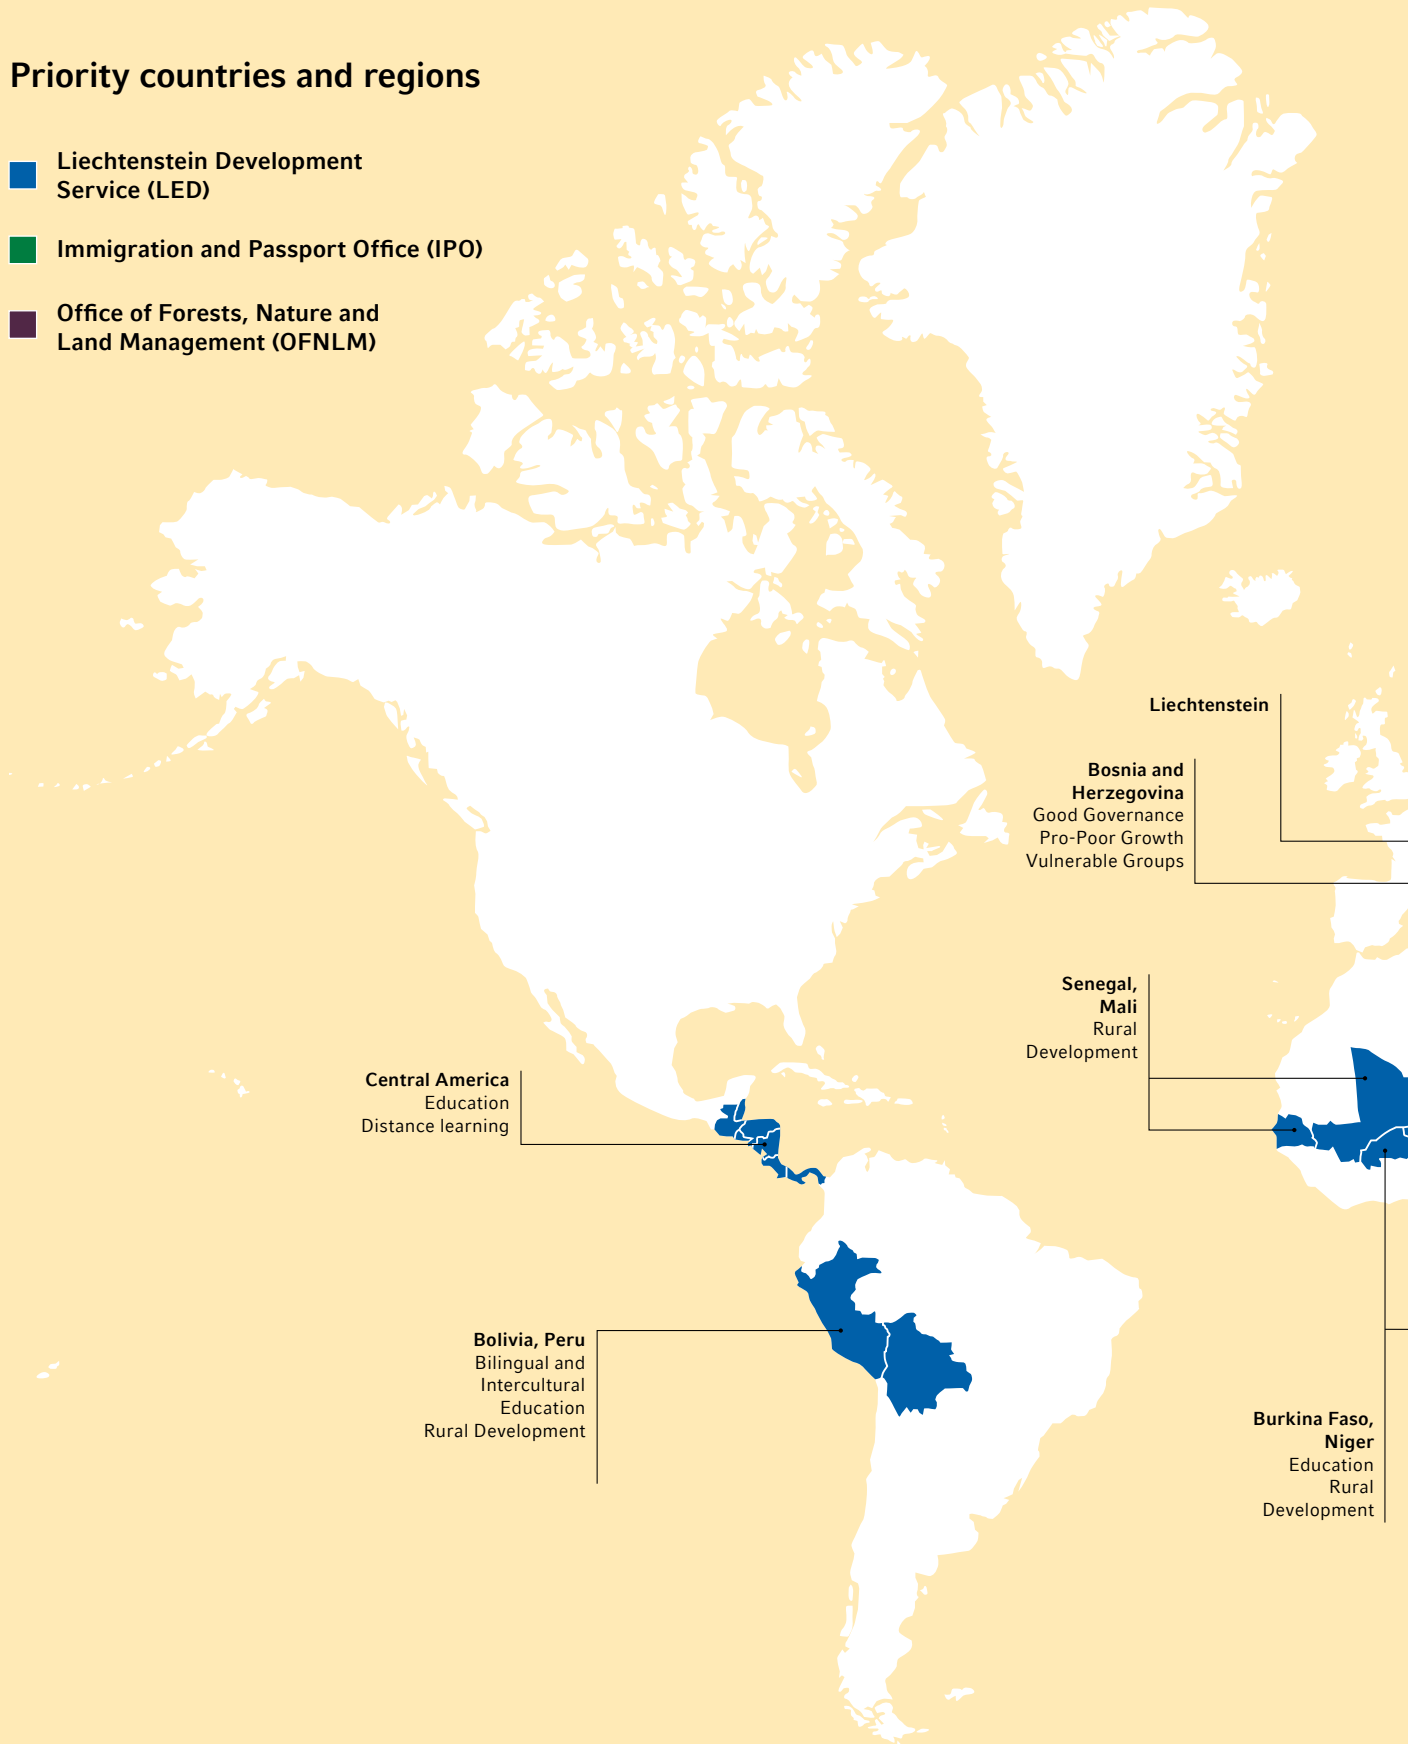 Priority countries and regions
Liechtenstein Development
Service (LED)
Immigration and Passport Office (IPO)
Office of Forests, Nature and
Land Management (OFNLM)
Liechtenstein
Bosnia and
Herzegovina
Good Governance
Pro-Poor Growth
Vulnerable Groups
Senegal,
Mali
Rural
Development
Central America
Education
Distance learning
Bolivia, Peru
Bilingual and
Intercultural
Education
Rural Development
Burkina Faso,
Niger
Education
Rural
Development